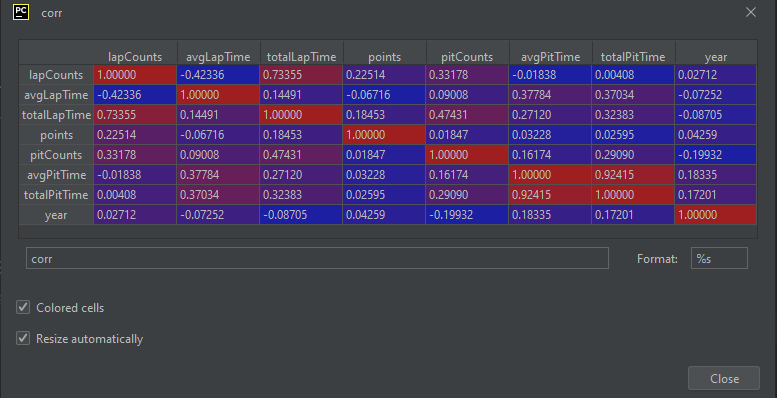 PC corr
lapCounts avgLapTime totalLapTime points pitCounts avgPitTime totalPitTime year
lapCounts 1.00000 -0.42336 0.73355 0.22514 0.33178 -0.01838 0.00408 0.02712
avgLapTime -0.42336 1.00000 0.14491 -0.06716 0.09008 0.37784 0.37034 -0.07252
totalLapTime 0.73355 0.14491 1.00000 0.18453 0.47431 0.27120 0.32383 -0.08705
points 0.22514 -0.06716 0.18453 1.00000 0.01847 0.03228 0.02595 0.04259
pitCounts 0.33178 0.09008 0.47431 0.01847 1.00000 0.16174 0.29090 -0.19932
avgPitTime -0.01838 0.37784 0.27120 0.03228 0.16174 1.00000 0.92415 0.18335
totalPitTime 0.00408 0.37034 0.32383 0.02595 0.29090 0.92415 1.00000 0.17201
year 0.02712 -0.07252 -0.08705 0.04259 -0.19932 0.18335 0.17201 1.00000
corr Format: %s
Colored cells
Resize automatically
Close